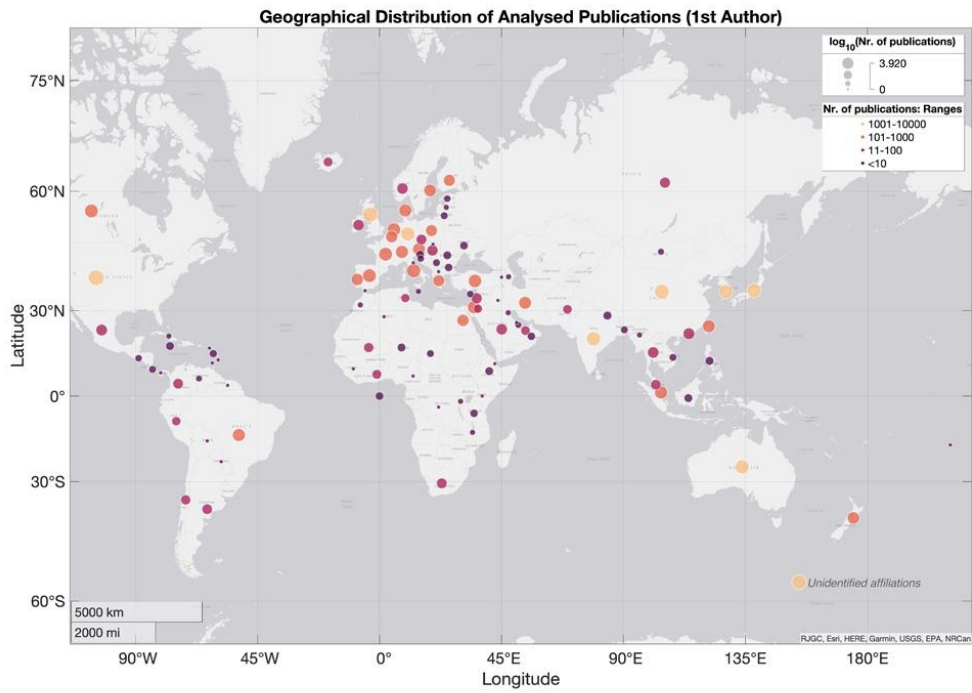 Geographical Distribution of Analysed Publications (1st Author)
log10(Nr. of publications)
3.920
0
Nr. of publications: Ranges
1001-10000
101-1000
11-100
<10
75°N
60°N
30°N
0°
30°S
60°S
Latitude
Unidentified affiliations
5000 km
2000 mi
RJGC, Esri, HERE, Garmin, USGS, EPA, NRCan
90°W 45°W 0° 45°E 90°E 135°E 180°E
Longitude